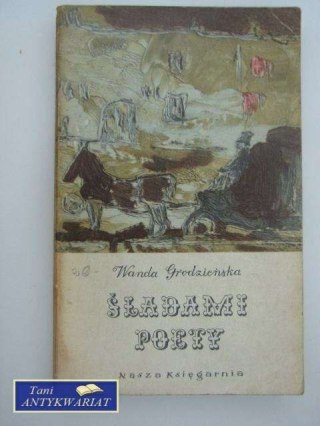 Wanda Grodzieńska
ŚLADAMI
POETY
Nasza Księgarnia
Tani
ANTYKWARIAT